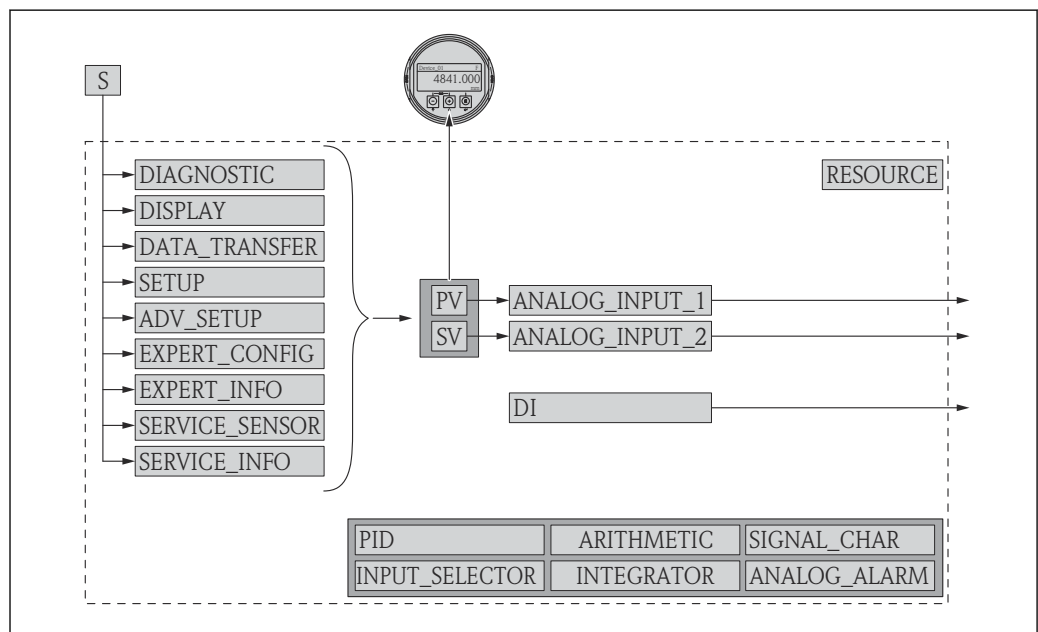 S
Device_01 F
4841.000
mm
DIAGNOSTIC
DISPLAY
DATA_TRANSFER
SETUP
ADV_SETUP
EXPERT_CONFIG
EXPERT_INFO
SERVICE_SENSOR
SERVICE_INFO
RESOURCE
PV
SV
ANALOG_INPUT_1
ANALOG_INPUT_2
DI
PID
ARITHMETIC
SIGNAL_CHAR
INPUT_SELECTOR
INTEGRATOR
ANALOG_ALARM